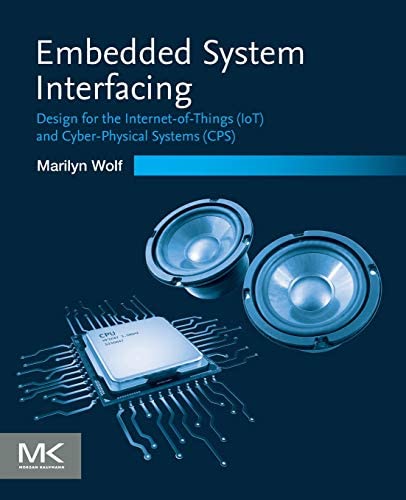 Embedded System
Interfacing
Design for the Internet-of-Things (IoT)
and Cyber-Physical Systems (CPS)
Marilyn Wolf
CPU
MK
MORGAN KAUFMANN